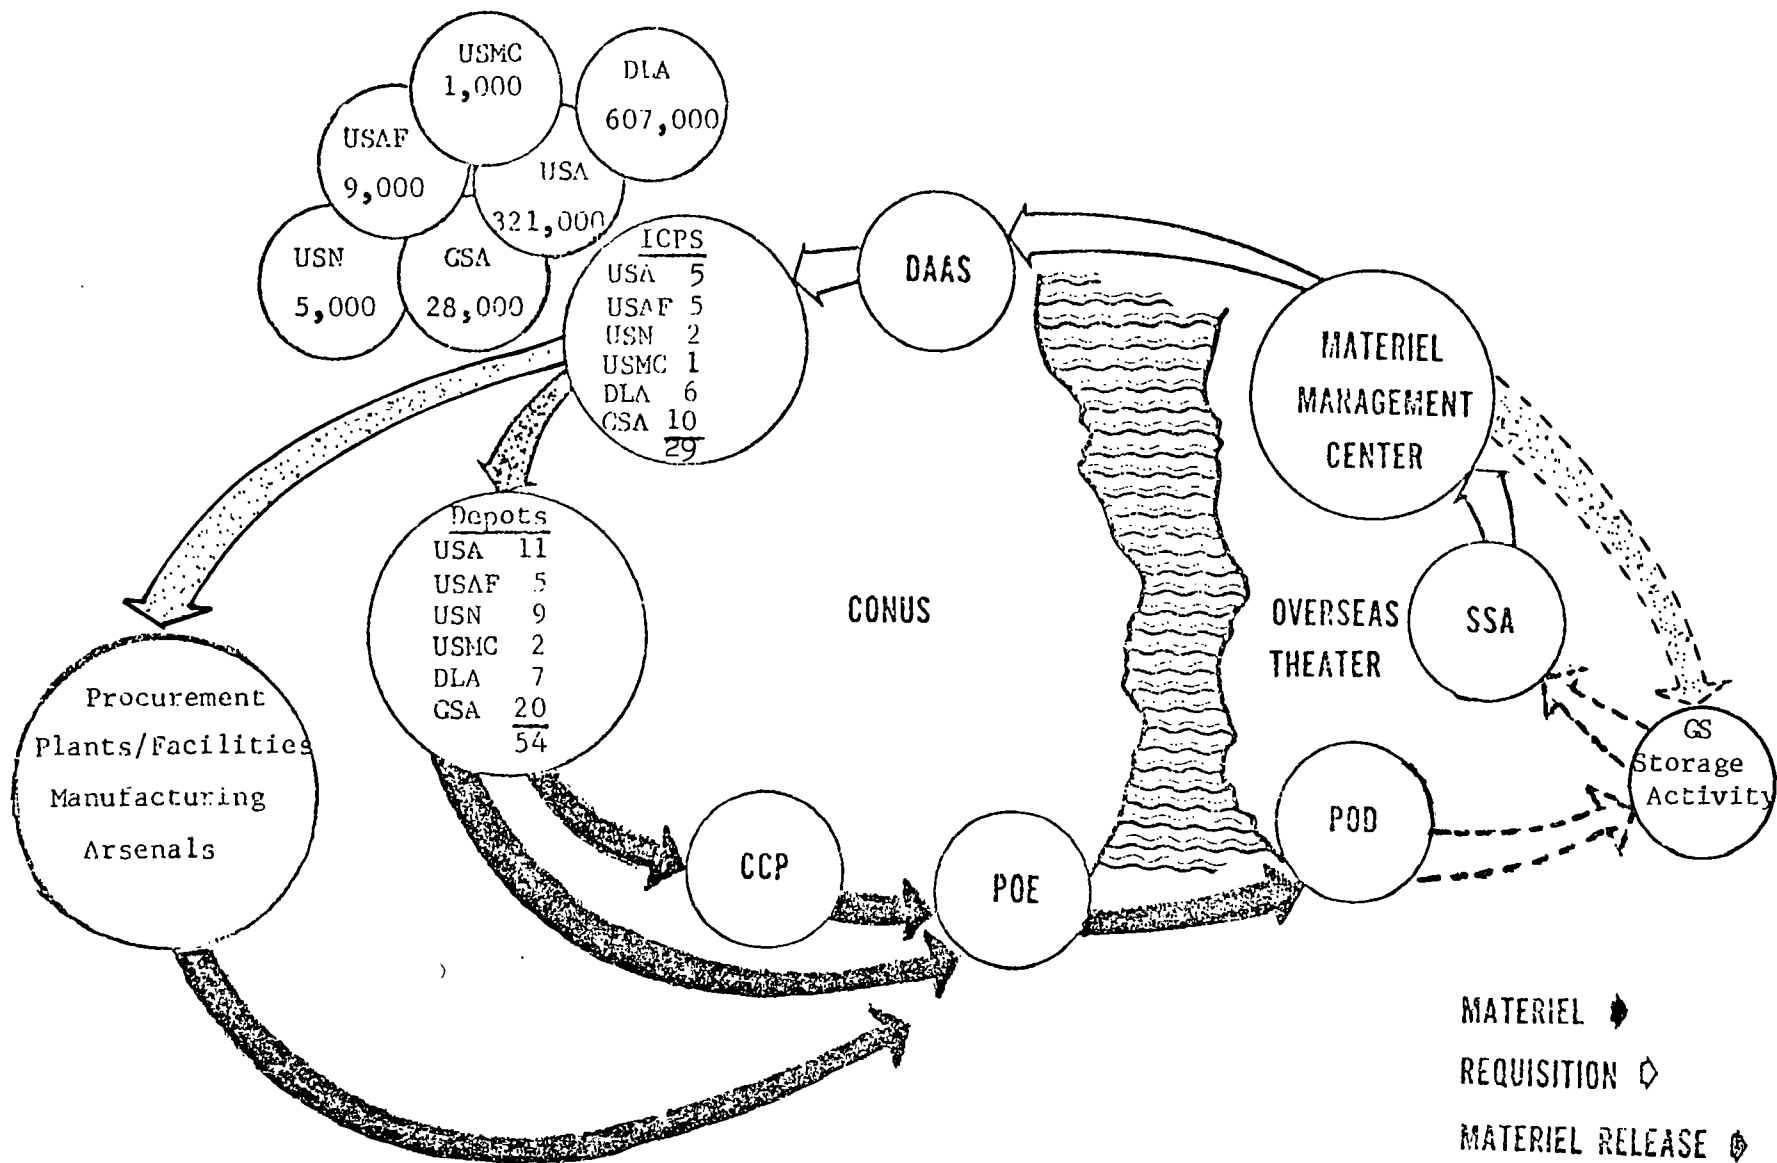 USMC
1,000
DLA
607,000
USAF
9,000
USA
321,000
USN
5,000
GSA
28,000
ICPS
USA 5
USAF 5
USN 2
USMC 1
DLA 6
GSA 10
29
DAAS
MATERIEL
MANAGEMENT
CENTER
Depots
USA 11
USAF 5
USN 9
USMC 2
DLA 7
GSA 20
54
CONUS
OVERSEAS
THEATER
SSA
Procurement
Plants/Facilities
Manufacturing
Arsenals
GS
Storage
Activity
CCP
POE
POD
MATERIEL
REQUISITION
MATERIEL RELEASE